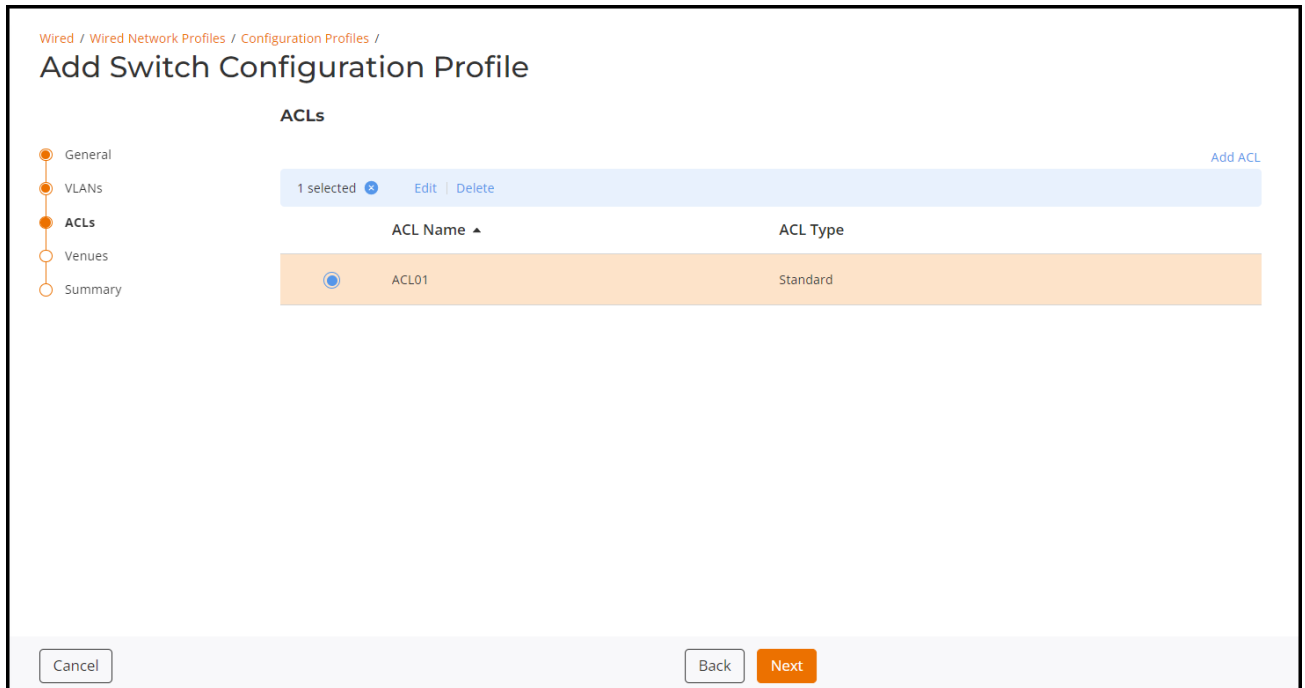 Wired / Wired Network Profiles / Configuration Profiles /
Add Switch Configuration Profile
General
VLANs
ACLs
Venues
Summary
ACLs
Add ACL
1 selected Edit | Delete
ACL Name ACL Type
ACL01 Standard
Cancel Back Next